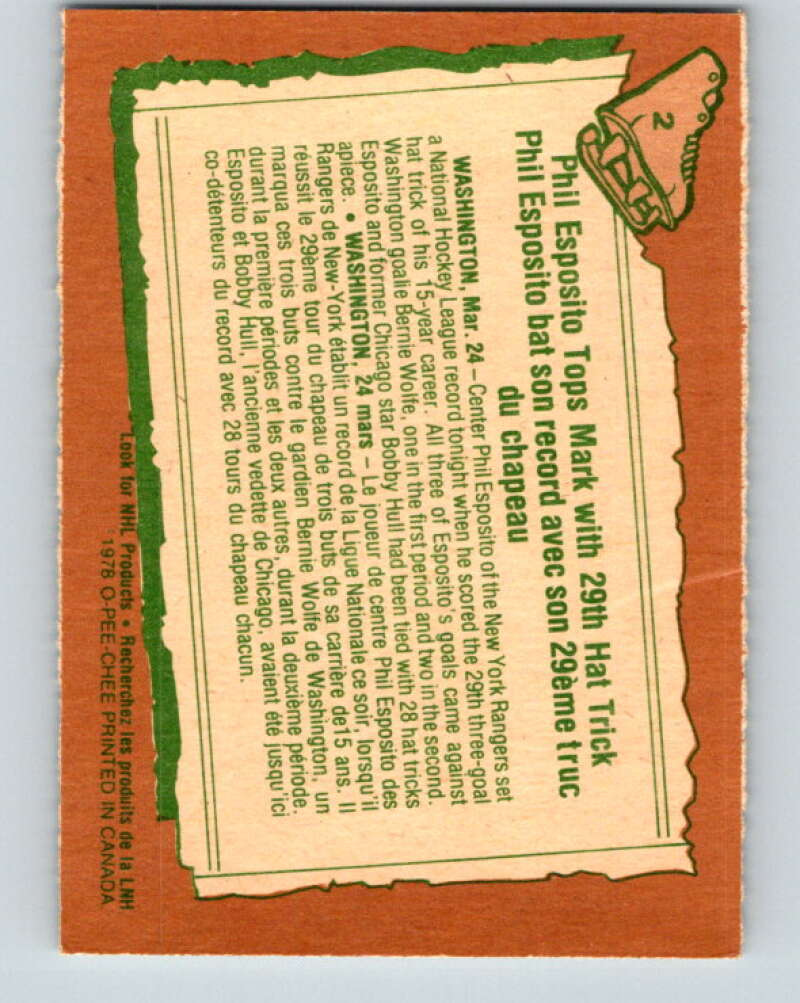 2
Phil Esposito Tops Mark with 29th Hat Trick
Phil Esposito bat son record avec son 29ème truc
du chapeau
WASHINGTON, Mar. 24 – Center Phil Esposito of the New York Rangers set
a National Hockey League record tonight when he scored the 29th three-goal
hat trick of his 15-year career. All three of Esposito's goals came against
Washington goalie Bernie Wolfe, one in the first period and two in the second.
Esposito and former Chicago star Bobby Hull had been tied with 28 hat tricks
apiece. • WASHINGTON, 24 mars – Le joueur de centre Phil Esposito des
Rangers de New-York établit un record de la Ligue Nationale ce soir, lorsqu'il
réussit le 29ème tour du chapeau de trois buts de sa carrière de15 ans. Il
marqua ces trois buts contre le gardien Bernie Wolfe de Washington, un
durant la première périodes et les deux autres, durant la deuxième période.
Esposito et Bobby Hull, l'ancienne vedette de Chicago, avaient été jusqu'ici
co-détenteurs du record avec 28 tours du chapeau chacun.
Look for NHL Products • Recherchez les produits de la LNH
1978 O-PEE-CHEE PRINTED IN CANADA